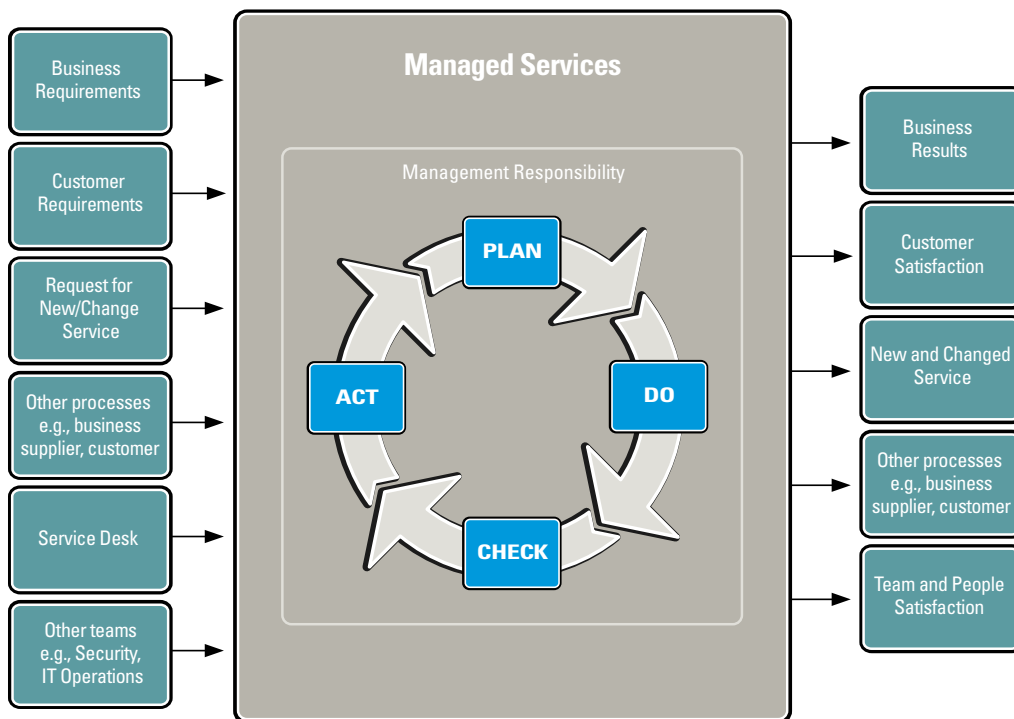 Business
Requirements
Customer
Requirements
Request for
New/Change
Service
Other processes
e.g., business
supplier, customer
Service Desk
Other teams
e.g., Security,
IT Operations
Managed Services
Management Responsibility
PLAN
DO
CHECK
ACT
Business
Results
Customer
Satisfaction
New and Changed
Service
Other processes
e.g., business
supplier, customer
Team and People
Satisfaction